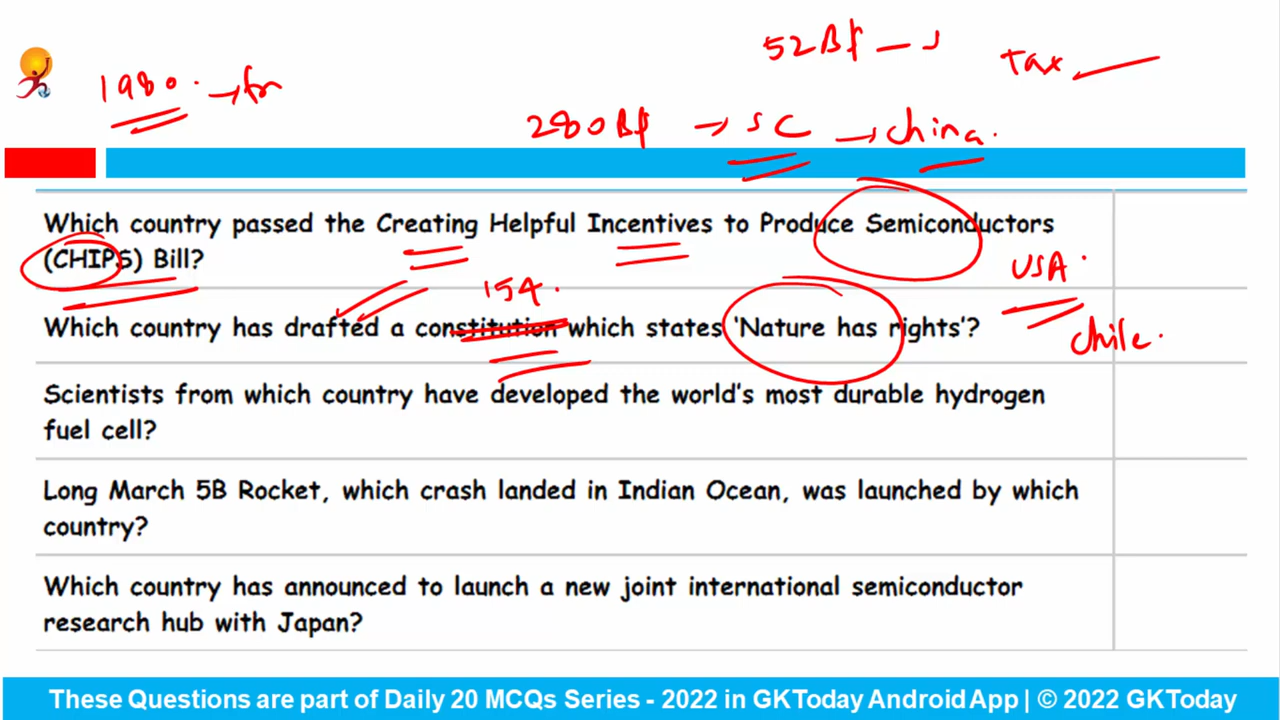 52B$ — s
Tax
1980. →
280B$ → SC → China.
Which country passed the Creating Helpful Incentives to Produce Semiconductors
(CHIPS) Bill?
USA.
154.
Which country has drafted a constitution which states 'Nature has rights'?
Chile.
Scientists from which country have developed the world's most durable hydrogen
fuel cell?
Long March 5B Rocket, which crash landed in Indian Ocean, was launched by which
country?
Which country has announced to launch a new joint international semiconductor
research hub with Japan?
These Questions are part of Daily 20 MCQs Series - 2022 in GKToday Android App | © 2022 GKToday